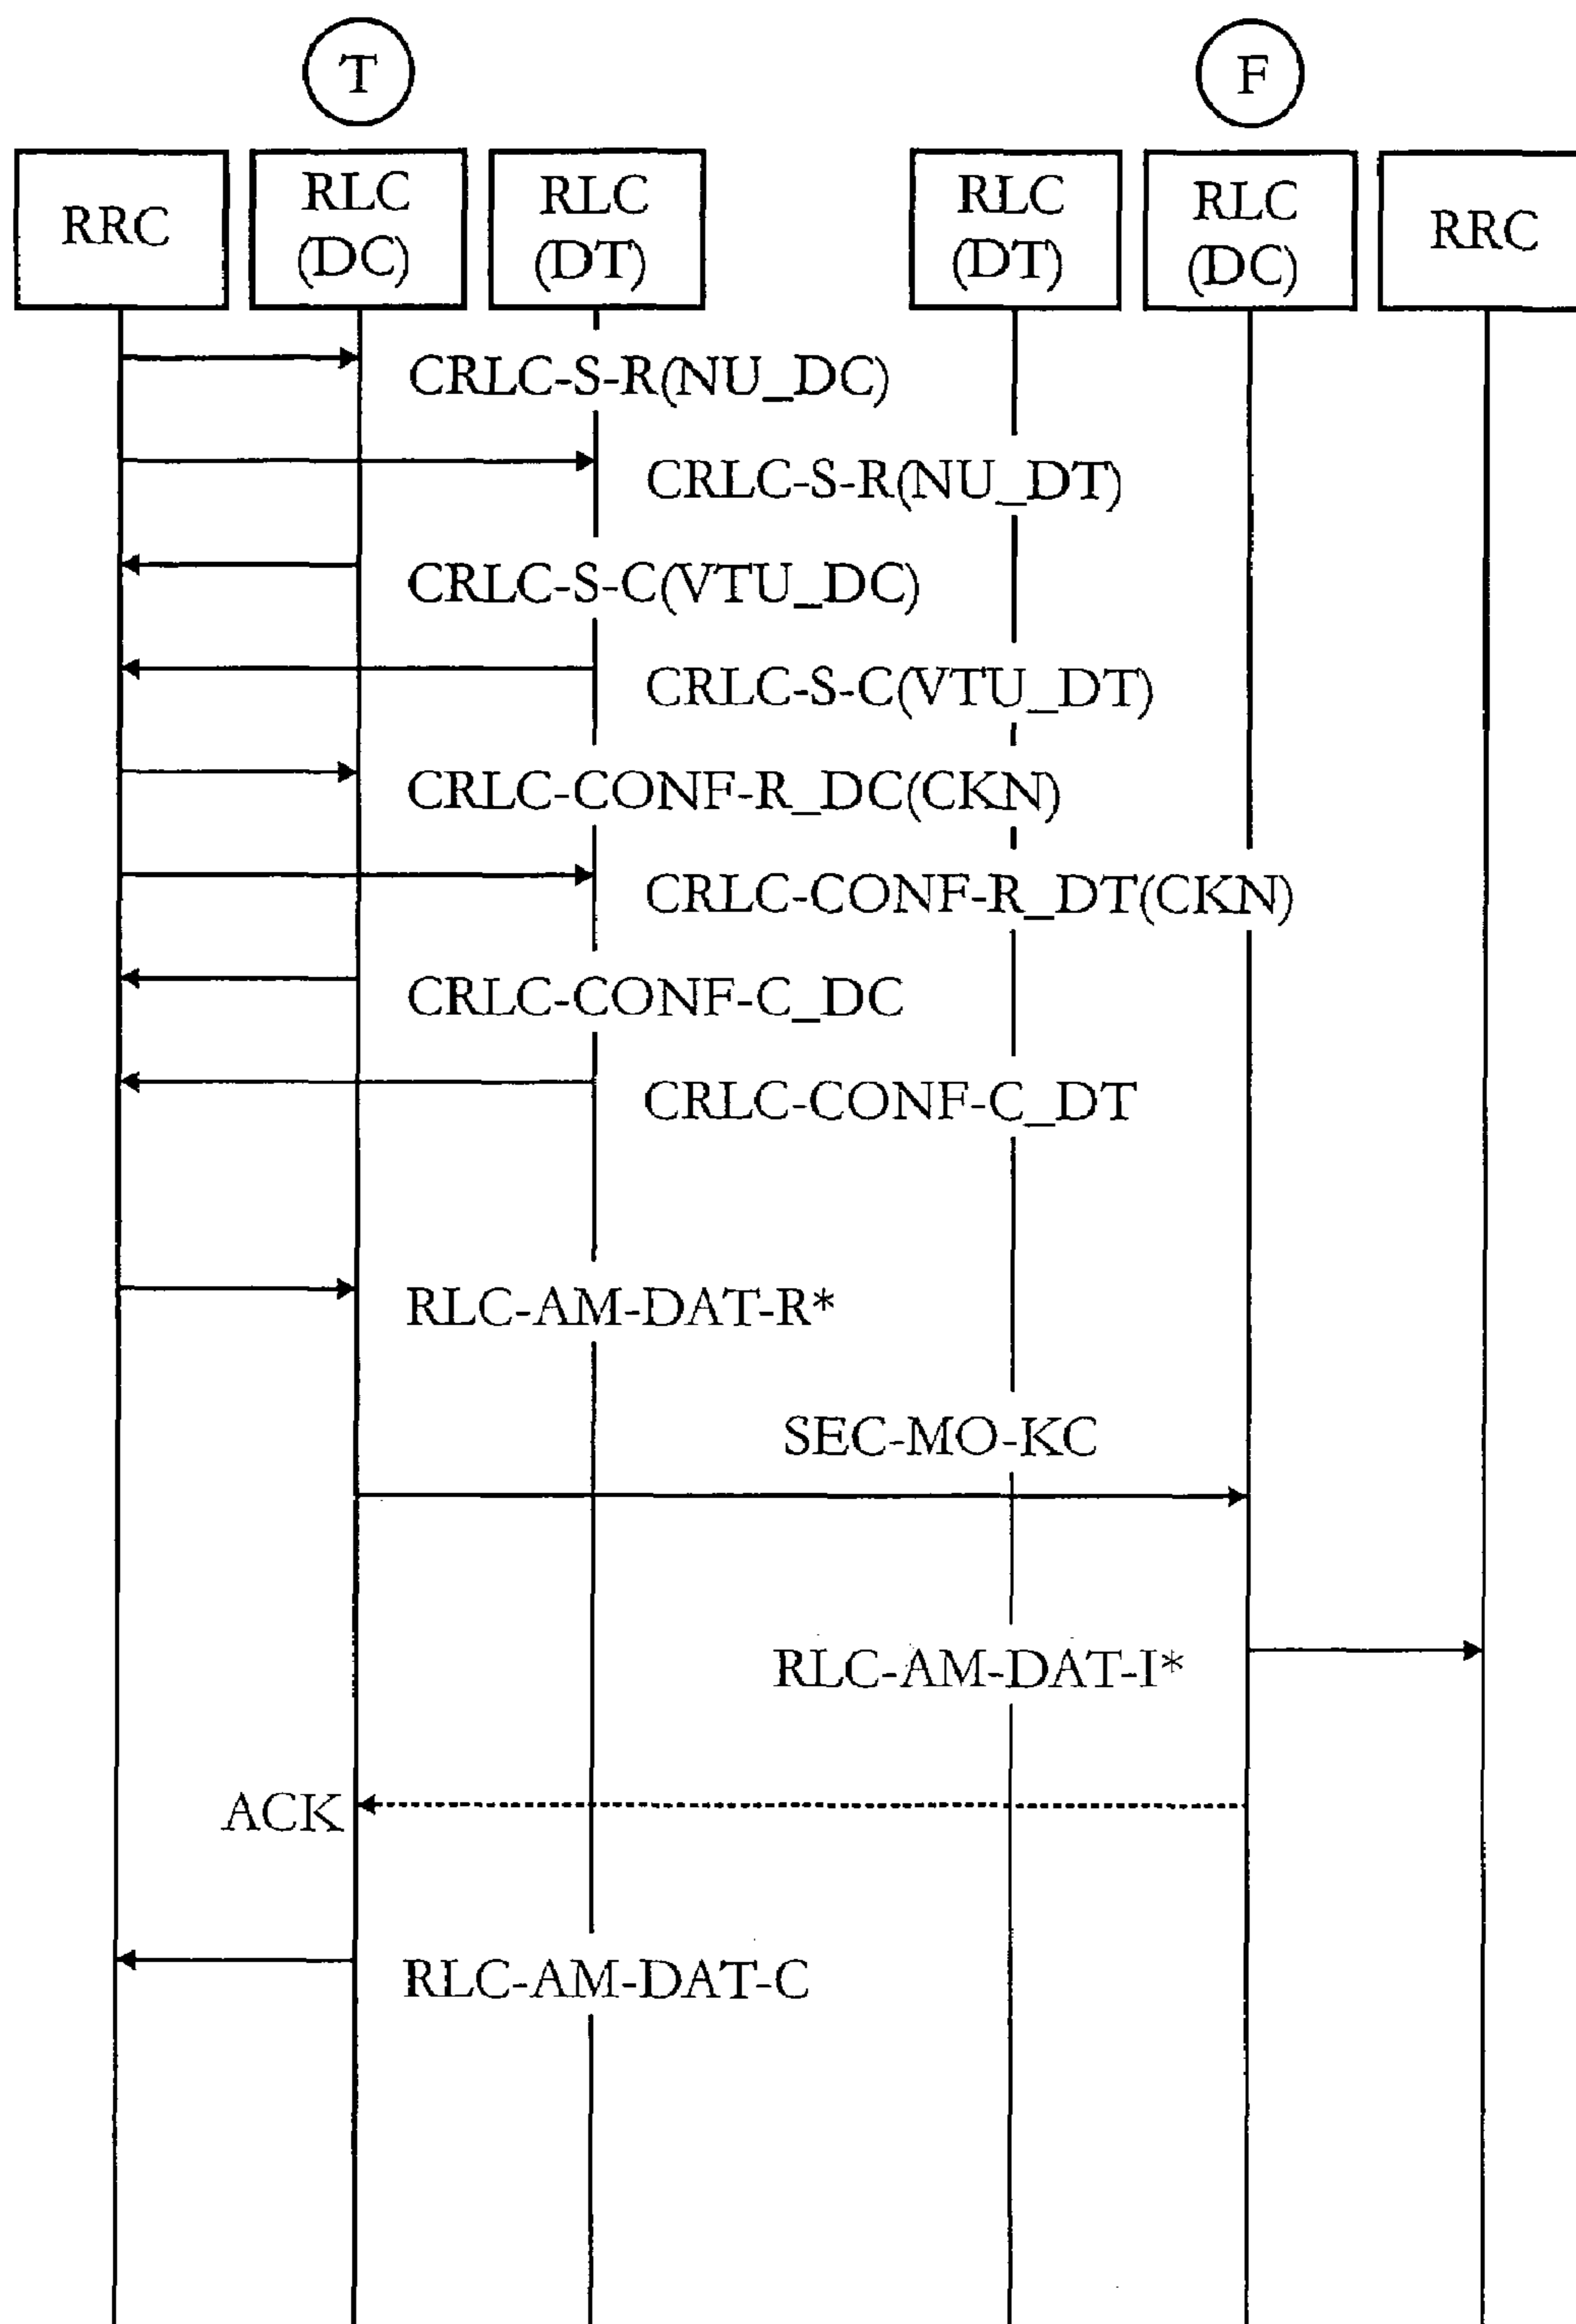 T
F
RRC
RLC
(DC)
RLC
(DT)
RLC
(DT)
RLC
(DC)
RRC
CRLC-S-R(NU_DC)
CRLC-S-R(NU_DT)
CRLC-S-C(VTU_DC)
CRLC-S-C(VTU_DT)
CRLC-CONF-R_DC(CKN)
CRLC-CONF-R_DT(CKN)
CRLC-CONF-C_DC
CRLC-CONF-C_DT
RLC-AM-DAT-R*
SEC-MO-KC
RLC-AM-DAT-I*
ACK
RLC-AM-DAT-C